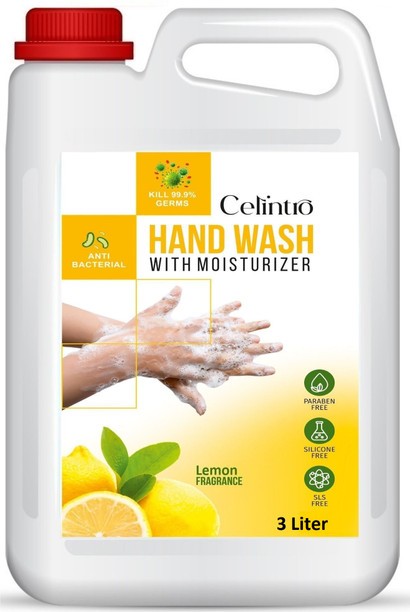 KILL 99.9%
GERMS
Celintro
ANTI
BACTERIAL
HAND WASH
WITH MOISTURIZER
PARABEN
FREE
SILICONE
FREE
SLS
FREE
Lemon
FRAGRANCE
3 Liter